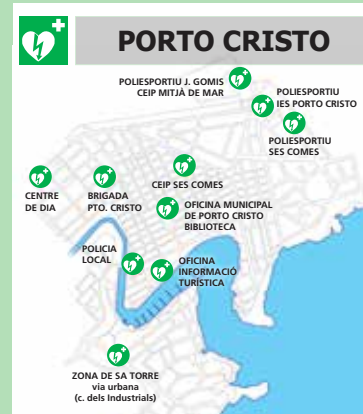 PORTO CRISTO
POLIESPORTIU J. GOMIS
CEIP MITJÀ DE MAR
POLIESPORTIU
IES PORTO CRISTO
POLIESPORTIU
SES COMES
CEIP SES COMES
CENTRE
DE DIA
BRIGADA
PTO. CRISTO
OFICINA MUNICIPAL
DE PORTO CRISTO
BIBLIOTECA
POLICIA
LOCAL
OFICINA
INFORMACIÓ
TURÍSTICA
ZONA DE SA TORRE
via urbana
(c. dels Industrials)